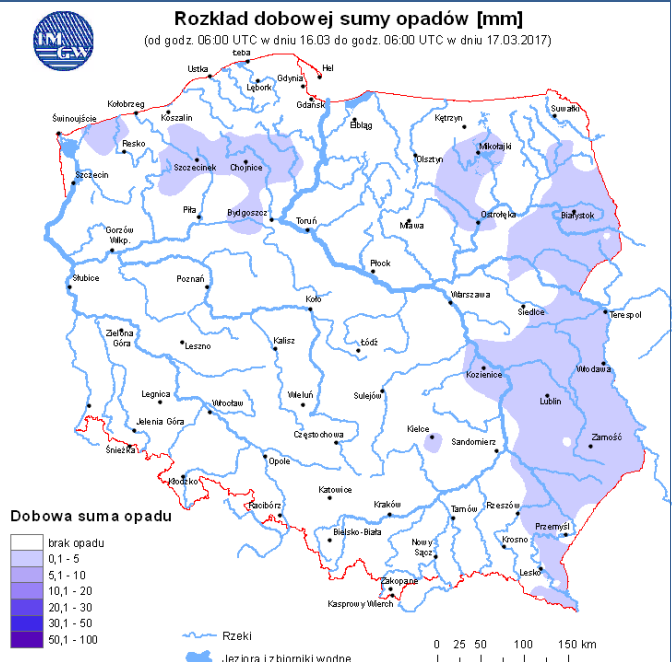 IM
GW
Rozkład dobowej sumy opadów [mm]
(od godz. 06:00 UTC w dniu 16.03 do godz. 06:00 UTC w dniu 17.03.2017)
Łeba
Ustka
Hel
Lębork
Gdynia
Gdańsk
Kołobrzeg
Koszalin
Świnoujście
Suwałki
Elbląg
Kętrzyn
Resko
Mikołajki
Olsztyn
Szczecinek
Chojnice
Szczecin
Piła
Bydgoszcz
Toruń
Ostrołęka
Białystok
Mława
Gorzów
Wlkp.
Płock
Słubice
Poznań
Koło
Warszawa
Siedlce
Terespol
Zielona
Góra
Leszno
Kalisz
Łódź
Kozienice
Włodawa
Legnica
Wrocław
Wieluń
Sulejów
Lublin
Jelenia Góra
Częstochowa
Kielce
Sandomierz
Zamość
Śnieżka
Opole
Kłodzko
Katowice
Racibórz
Kraków
Tarnów
Rzeszów
Bielsko-Biała
Przemyśl
Nowy
Sącz
Krosno
Lesko
Zakopane
Kasprowy Wierch
Dobowa suma opadu
brak opadu
0,1 - 5
5,1 - 10
10,1 - 20
20,1 - 30
30,1 - 50
50,1 - 100
Rzeki
Jeziora i zbiorniki wodne
0 25 50 100 150 km